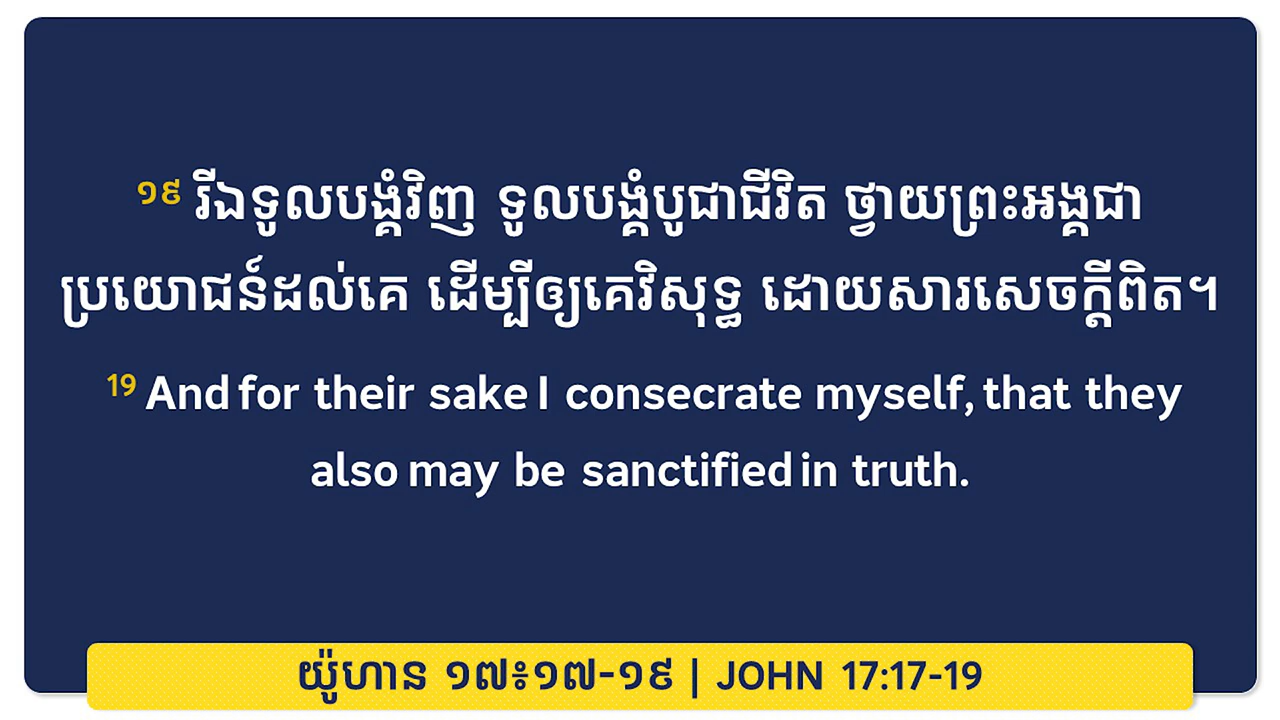 ១៩ រីឯទូលបង្គំវិញ ទូលបង្គំបូជាជីវិត ថ្វាយព្រះអង្គជា
ប្រយោជន៍ដល់គេ ដើម្បីឲ្យគេវិសុទ្ធ ដោយសារសេចក្ដីពិត។
19 And for their sake I consecrate myself, that they
also may be sanctified in truth.
យ៉ូហាន ១៧៖១៧-១៩ | JOHN 17:17-19